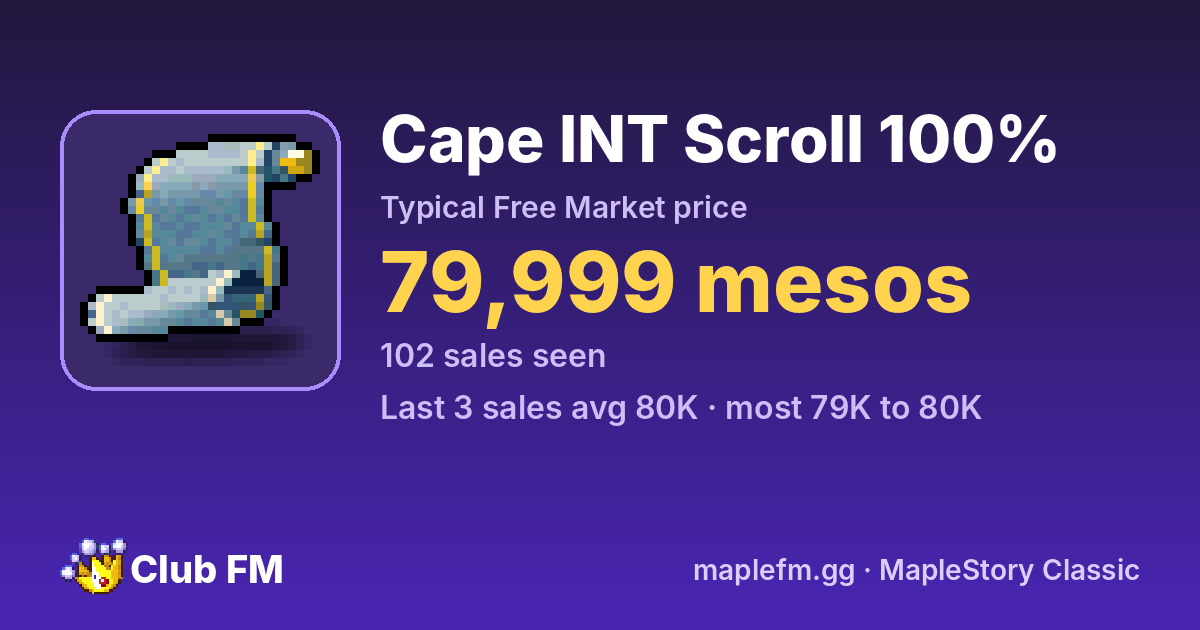 Cape INT Scroll 100%
Typical Free Market price
79,999 mesos
102 sales seen
Last 3 sales avg 80K · most 79K to 80K
Club FM
maplefm.gg · MapleStory Classic